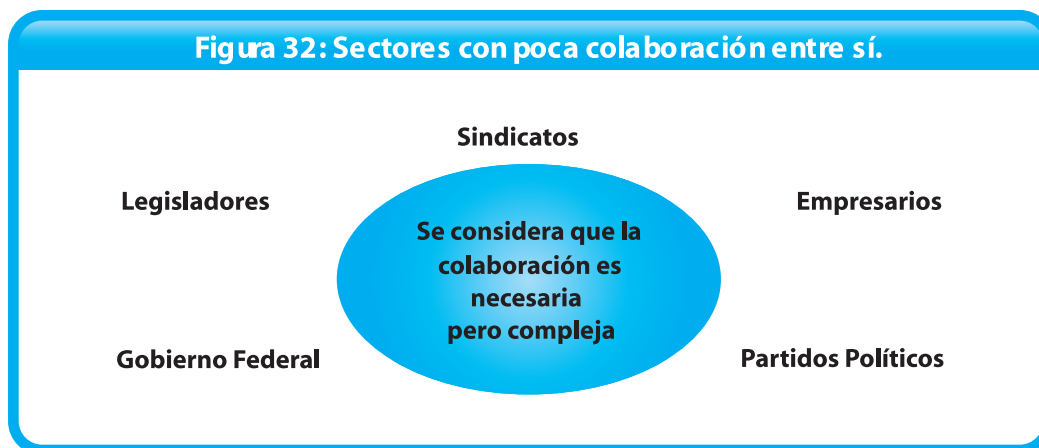 Figura 32: Sectores con poca colaboración entre sí.
Sindicatos
Legisladores
Empresarios
Se considera que la
colaboración es
necesaria
pero compleja
Gobierno Federal
Partidos Políticos